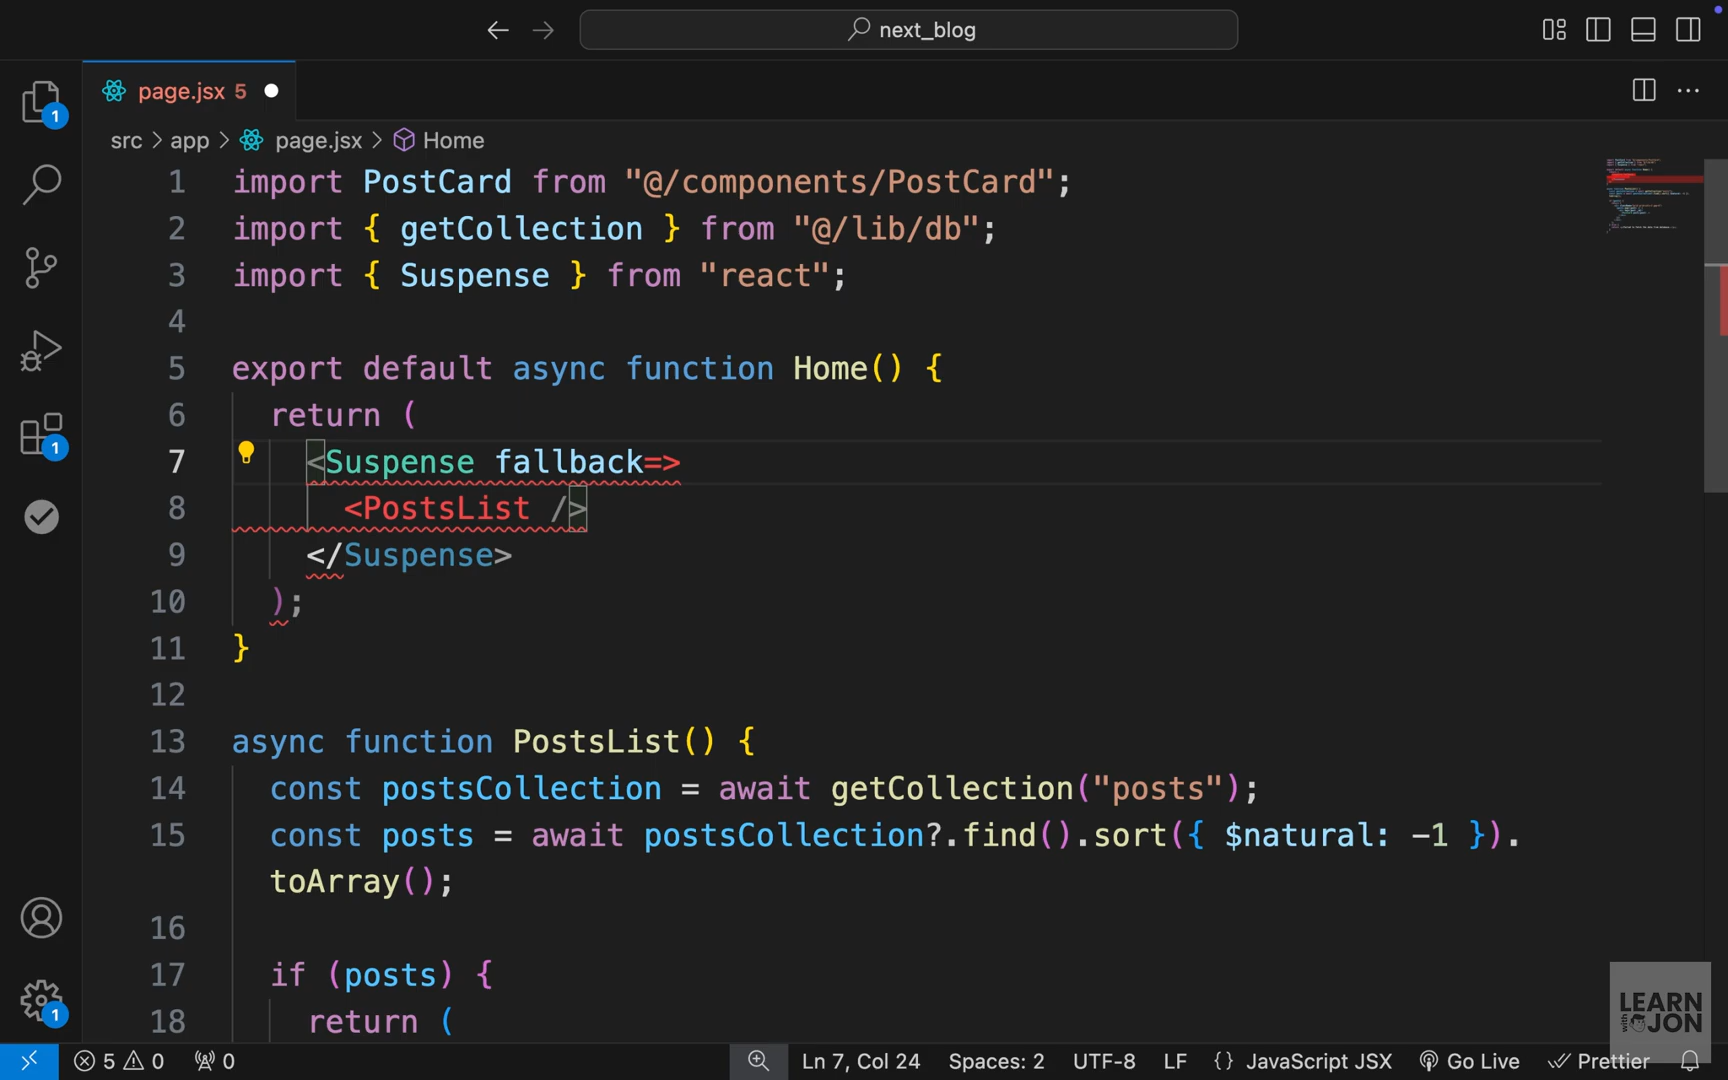 next_blog
page.jsx 5
src > app > page.jsx > Home
1 import PostCard from "@/components/PostCard";
2 import { getCollection } from "@/lib/db";
3 import { Suspense } from "react";
4
5 export default async function Home() {
6 return (
7 <Suspense fallback=>
8 <PostsList />
9 </Suspense>
10 );
11 }
12
13 async function PostsList() {
14 const postsCollection = await getCollection("posts");
15 const posts = await postsCollection?.find().sort({ $natural: -1 }).
toArray();
16
17 if (posts) {
18 return (
1
1
1
LEARN
with JON
5 0 0 Ln 7, Col 24 Spaces: 2 UTF-8 LF {} JavaScript JSX Go Live Prettier